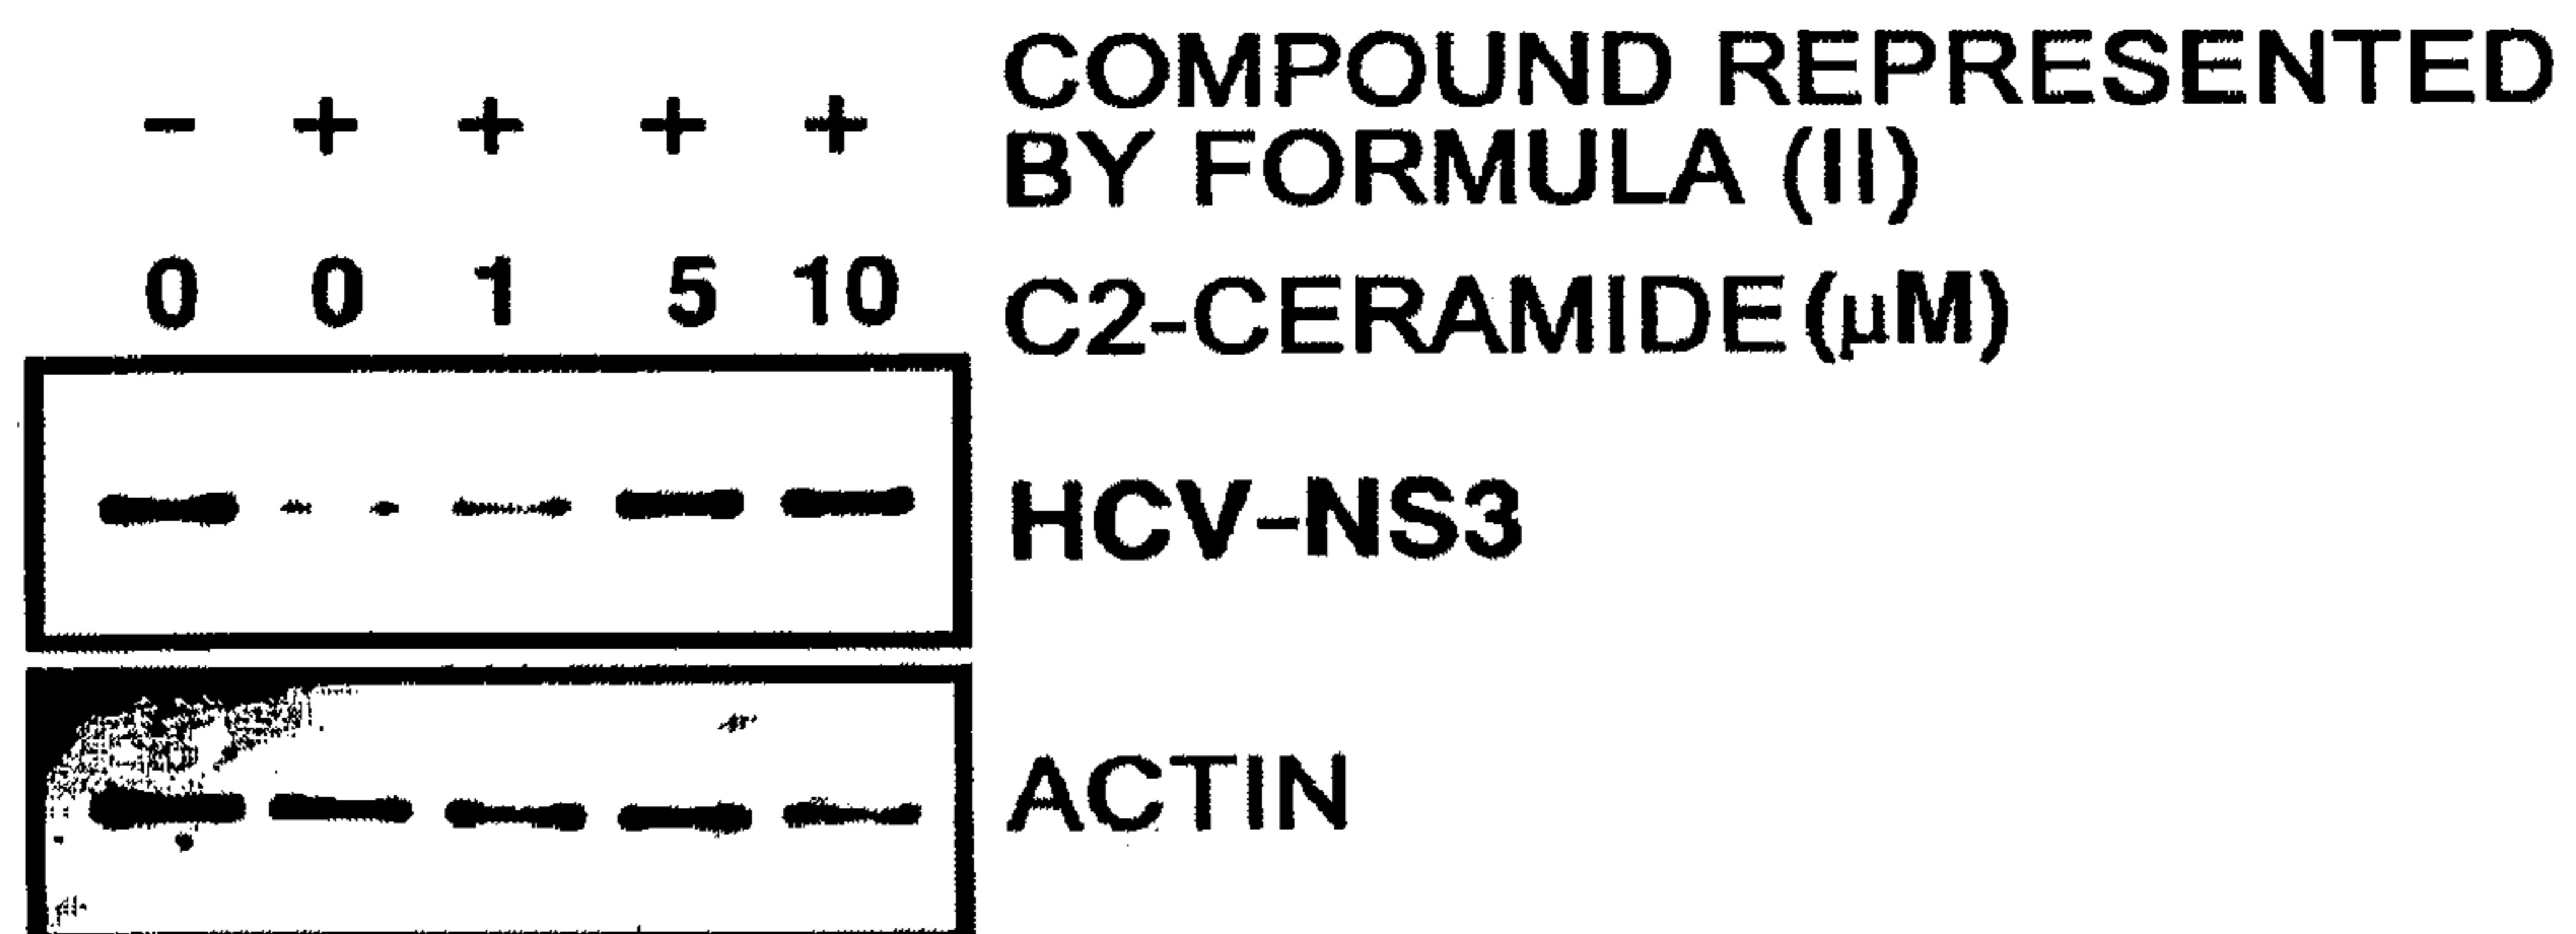 - + + + + COMPOUND REPRESENTED
BY FORMULA (II)
0 0 1 5 10 C2-CERAMIDE (μM)
HCV-NS3
ACTIN